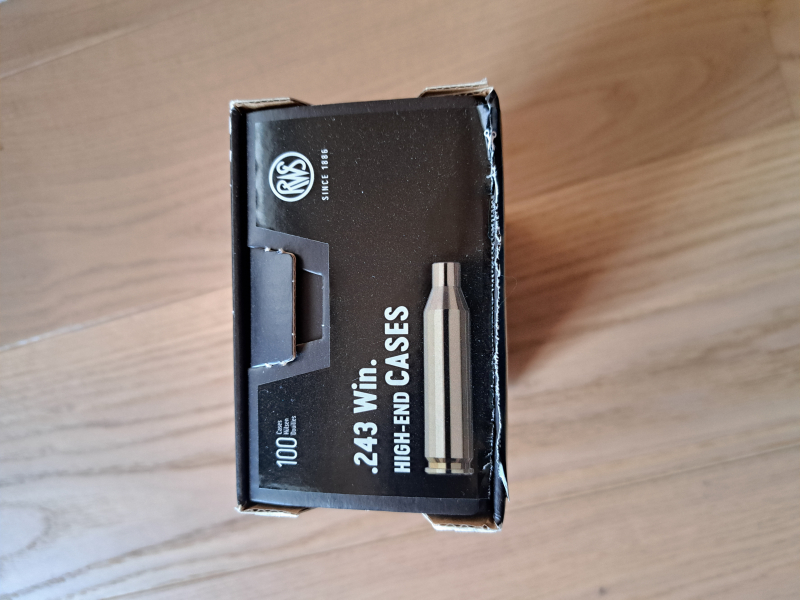 RWS
SINCE 1886
100 Cases
Hülsen
Douilles
.243 Win.
HIGH-END CASES